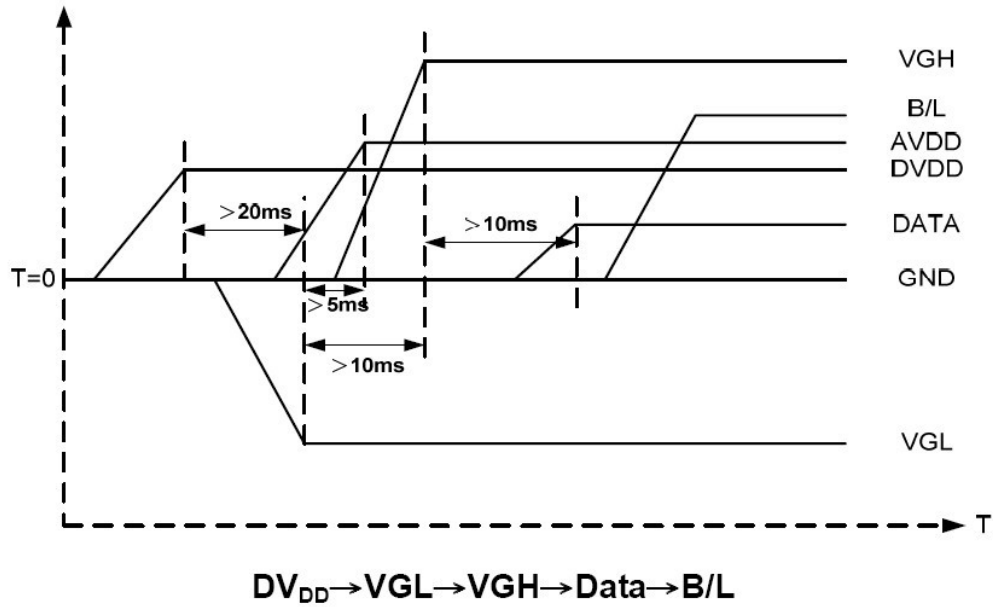 VGH
B/L
AVDD
DVDD
>20ms
>10ms
DATA
T=0
GND
>5ms
>10ms
VGL
T
DVDD→VGL→VGH→Data→B/L